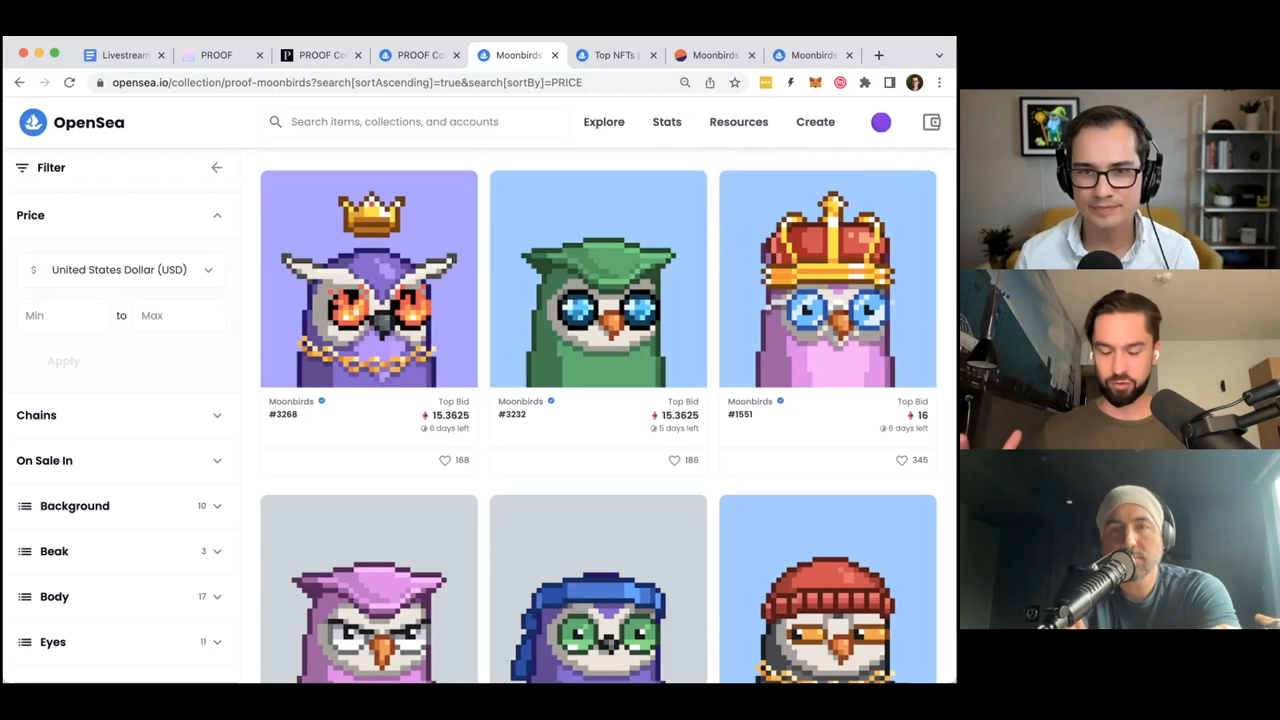 Livestream
PROOF
PROOF Co
PROOF Co
Moonbirds
Top NFTs |
Moonbirds
Moonbirds
opensea.io/collection/proof-moonbirds?search[sortAscending]=true&search[sortBy]=PRICE
OpenSea
Search items, collections, and accounts
Explore
Stats
Resources
Create
Filter
Price
$ United States Dollar (USD)
Min to Max
Apply
Chains
On Sale In
Background 10
Beak 3
Body 17
Eyes 11
Moonbirds Top Bid
#3268 15.3625
6 days left
168
Moonbirds Top Bid
#3232 15.3625
5 days left
186
Moonbirds Top Bid
#1551 16
6 days left
345